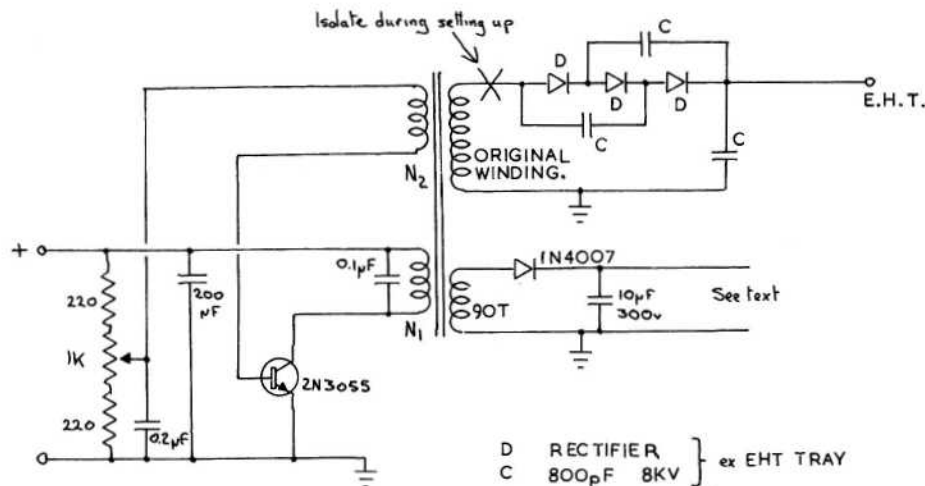 Isolate during setting up
C
D
D
D
E.H.T.
C
C
ORIGINAL
WINDING.
N2
+
0.1µF
1N4007
220
200
µF
10µF
300v
See text
90T
N1
1K
2N3055
220
0.2µF
D RECTIFIER
C 800pF 8KV
ex EHT TRAY